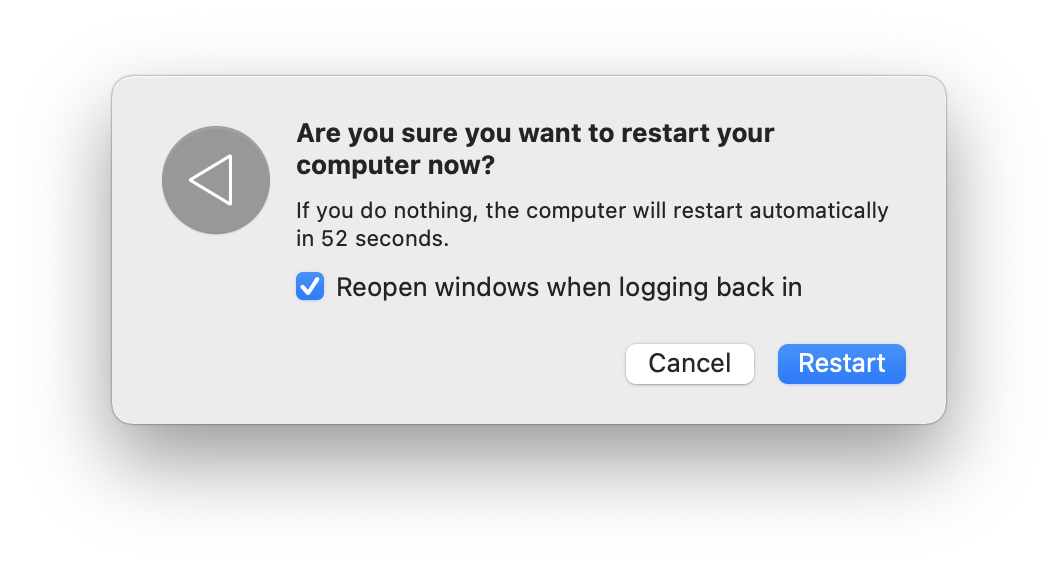 Are you sure you want to restart your
computer now?
If you do nothing, the computer will restart automatically
in 52 seconds.
Reopen windows when logging back in
Cancel
Restart